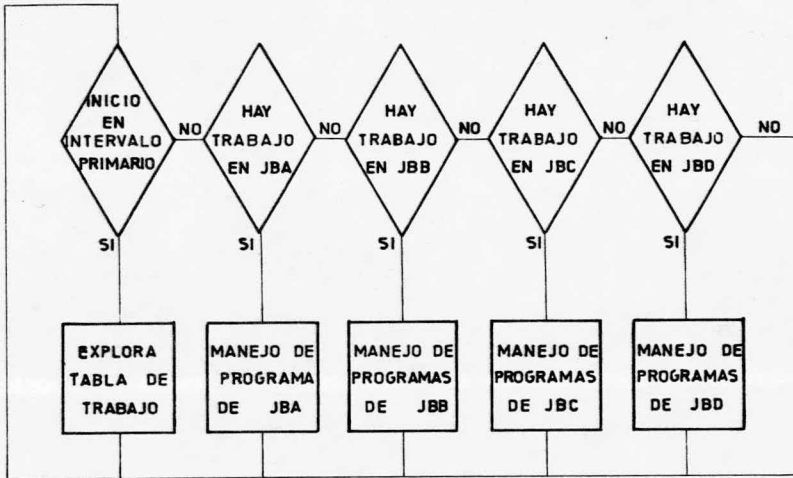 INICIO
EN
INTERVALO
PRIMARIO
NO
HAY
TRABAJO
EN JBA
NO
HAY
TRABAJO
EN JBB
NO
HAY
TRABAJO
EN JBC
NO
HAY
TRABAJO
EN JBD
NO
SI
SI
SI
SI
SI
EXPLORA
TABLA DE
TRABAJO
MANEJO DE
PROGRAMA
DE JBA
MANEJO DE
PROGRAMAS
DE JBB
MANEJO DE
PROGRAMAS
DE JBC
MANEJO DE
PROGRAMAS
DE JBD